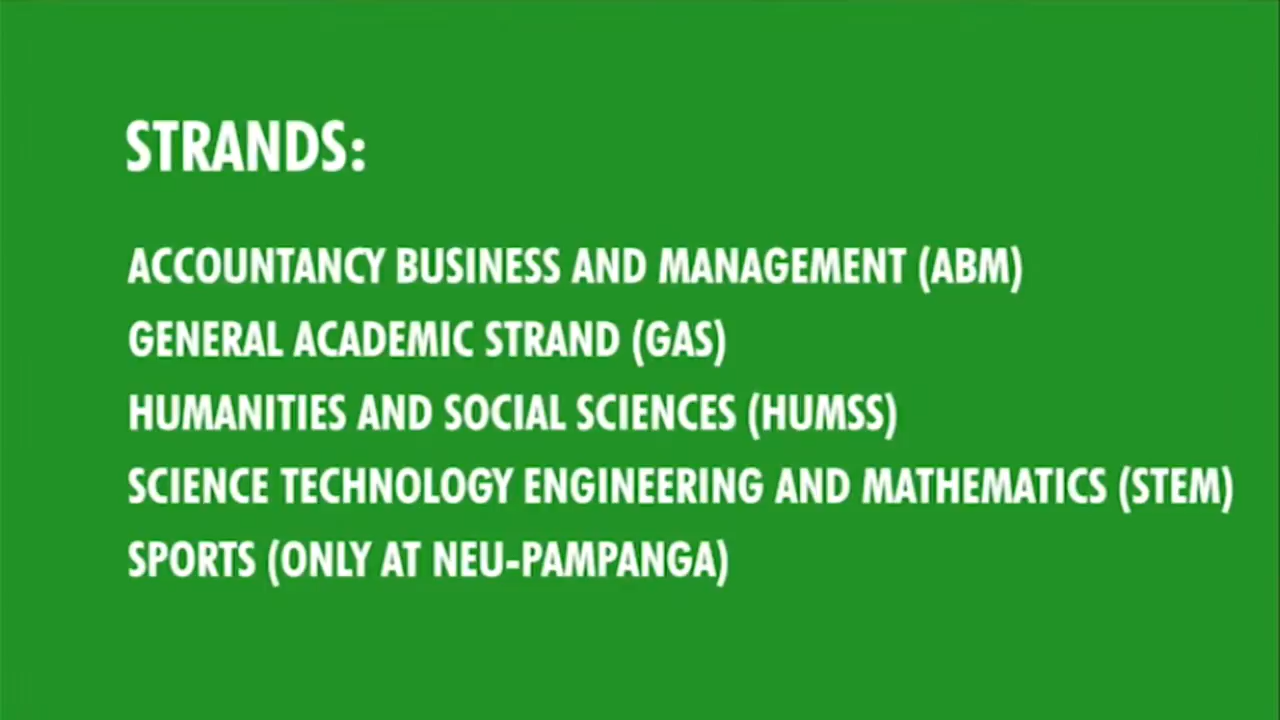 STRANDS:
ACCOUNTANCY BUSINESS AND MANAGEMENT (ABM)
GENERAL ACADEMIC STRAND (GAS)
HUMANITIES AND SOCIAL SCIENCES (HUMSS)
SCIENCE TECHNOLOGY ENGINEERING AND MATHEMATICS (STEM)
SPORTS (ONLY AT NEU-PAMPANGA)